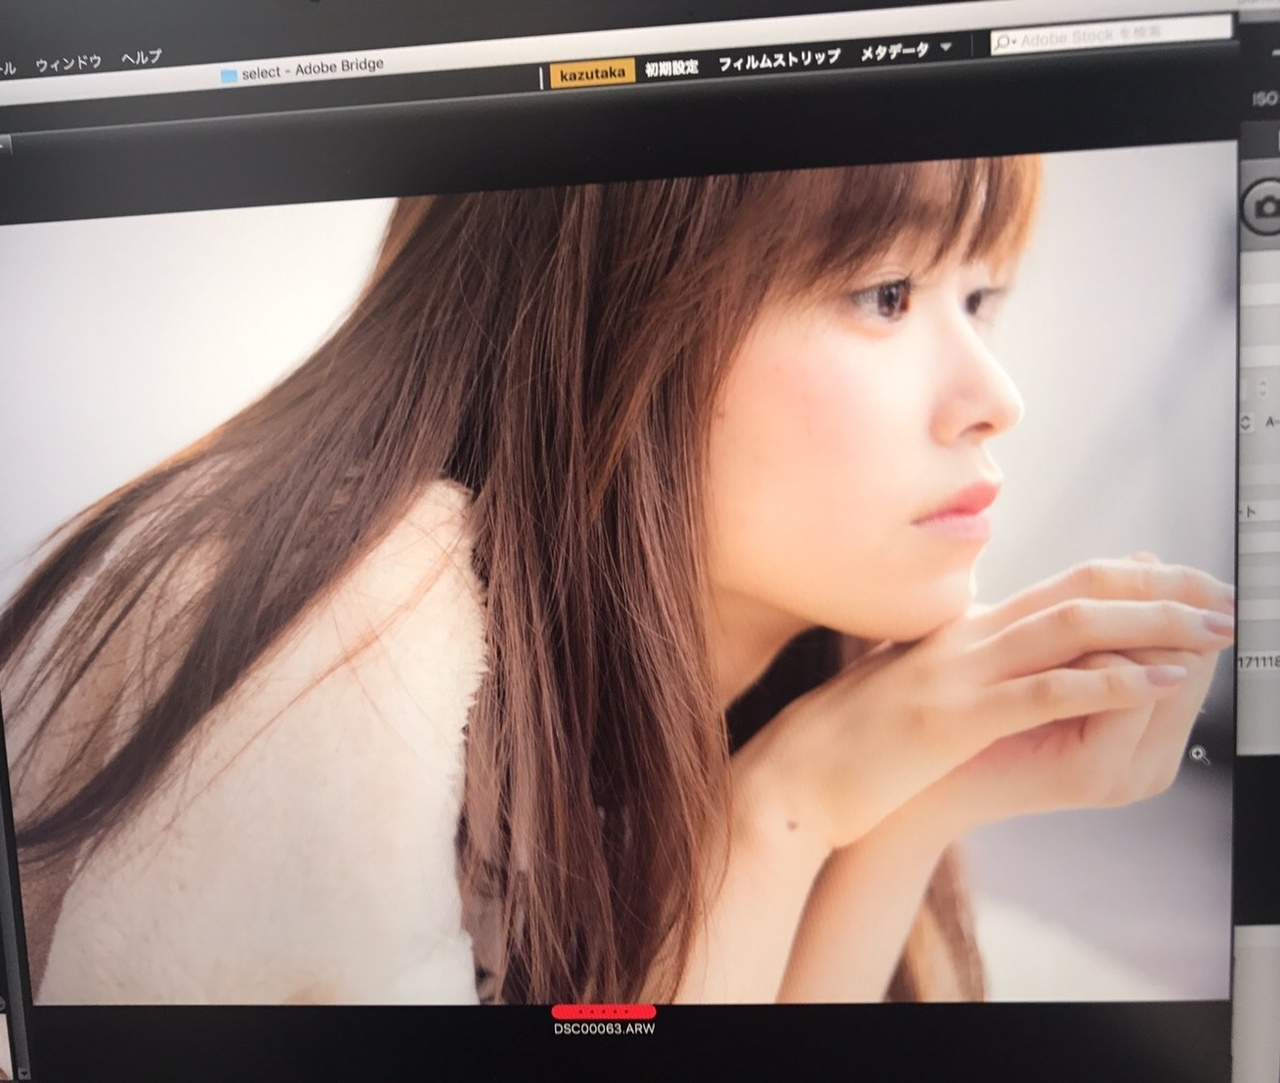 ール ウィンドウ ヘルプ
select - Adobe Bridge
kazutaka 初期設定 フィルムストリップ メタデータ
Adobe Stock を検索
ISO
A-
ート
171118
DSC00063.ARW